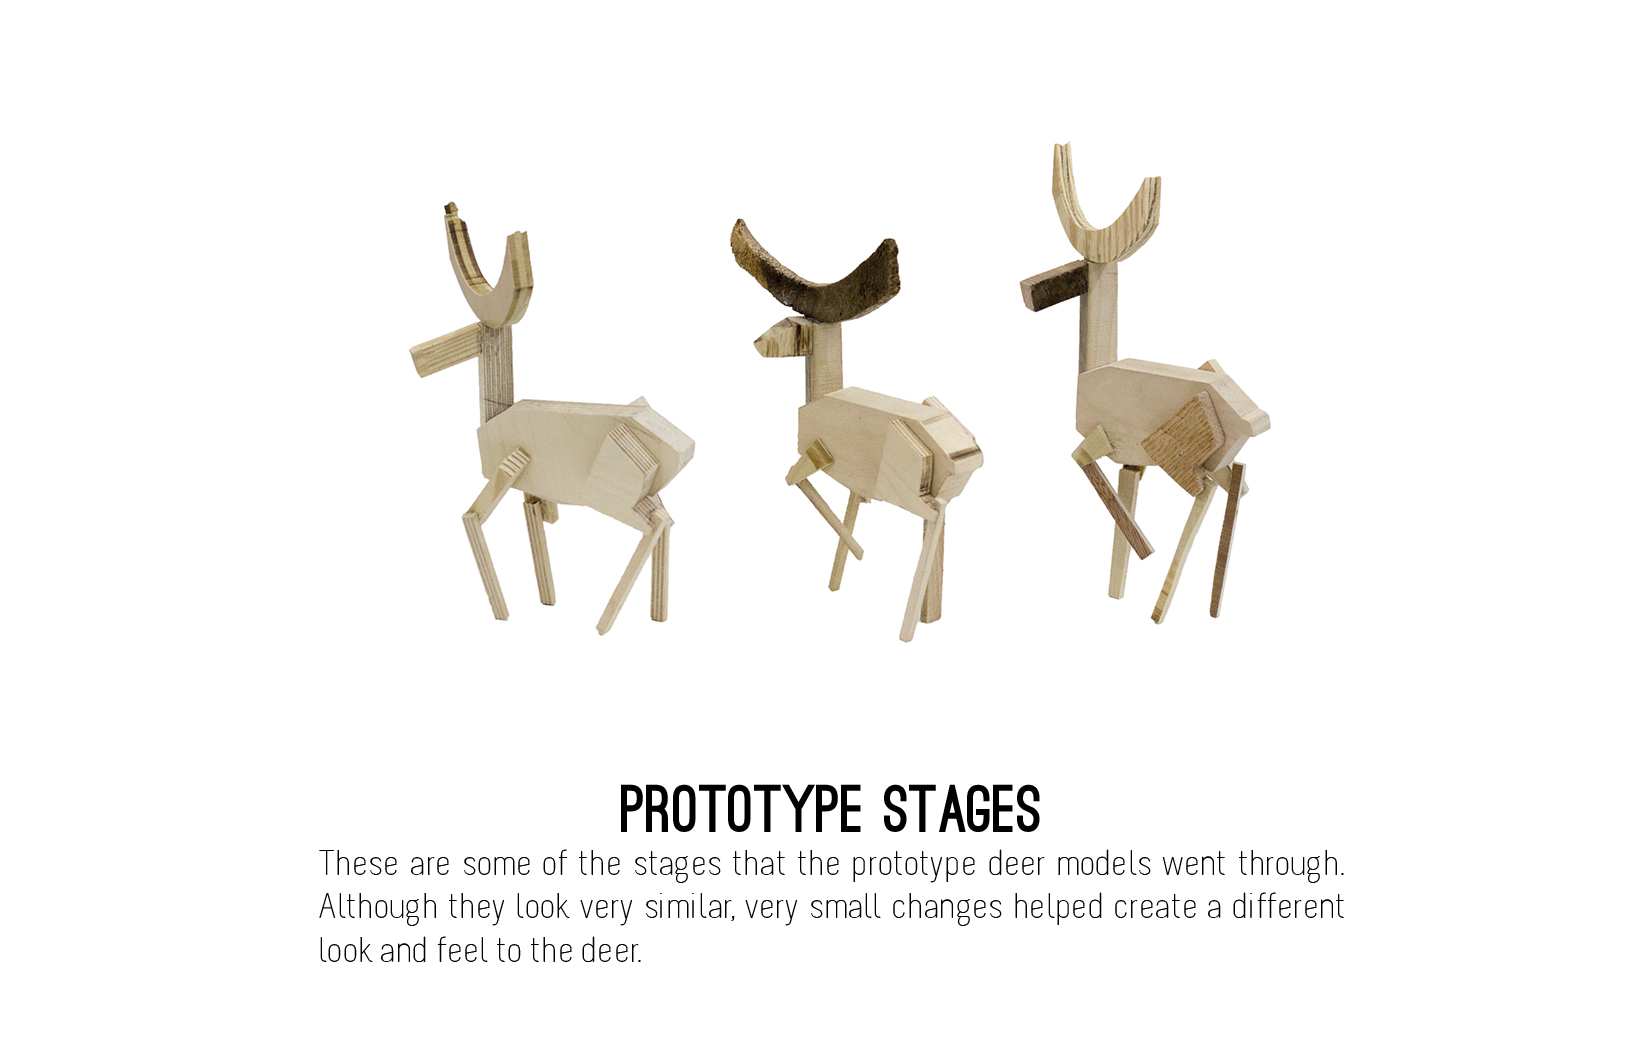 PROTOTYPE STAGES
These are some of the stages that the prototype deer models went through.
Although they look very similar, very small changes helped create a different
look and feel to the deer.